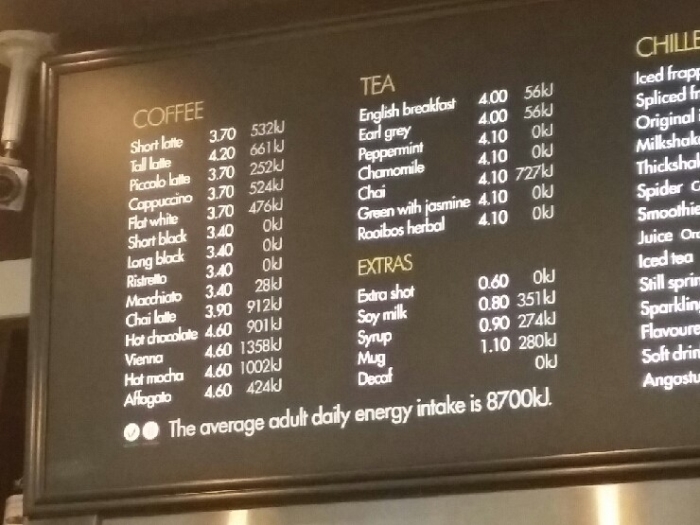 COFFEE
Short latte 3.70 532kJ
Tall latte 4.20 661kJ
Piccolo latte 3.70 252kJ
Cappuccino 3.70 524kJ
Flat white 3.70 476kJ
Short black 3.40 0kJ
Long black 3.40 0kJ
Ristretto 3.40 0kJ
Macchiato 3.40 28kJ
Chai latte 3.90 912kJ
Hot chocolate 4.60 901kJ
Vienna 4.60 1358kJ
Hot mocha 4.60 1002kJ
Affogato 4.60 424kJ
TEA
English breakfast 4.00 56kJ
Earl grey 4.00 56kJ
Peppermint 4.10 0kJ
Chamomile 4.10 0kJ
Chai 4.10 727kJ
Green with jasmine 4.10 0kJ
Rooibos herbal 4.10 0kJ
EXTRAS
Extra shot 0.60 0kJ
Soy milk 0.80 351kJ
Syrup 0.90 274kJ
Mug 1.10 280kJ
Decaf 0kJ
The average adult daily energy intake is 8700kJ.
CHILLE
Iced frapp
Spliced fr
Original i
Milkshak
Thickshak
Spider
Smoothie
Juice
Iced tea
Still sprin
Sparkling
Flavoure
Soft drin
Angostu